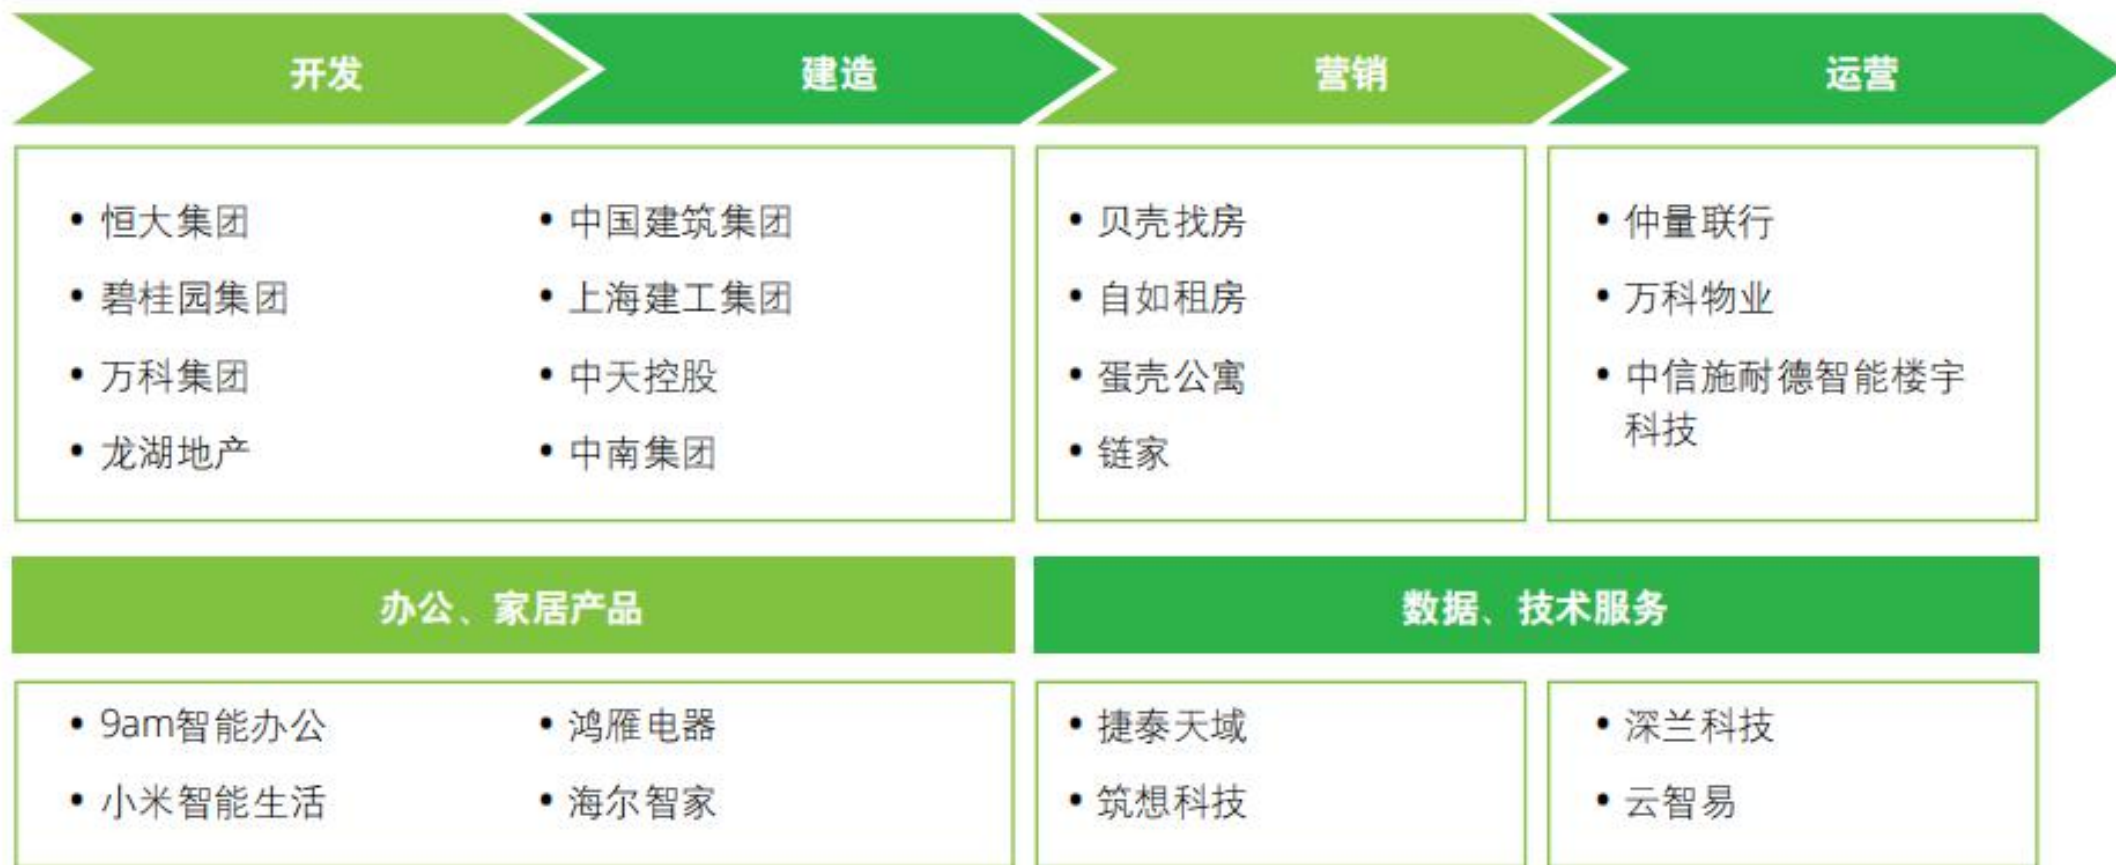 开发
建造
营销
运营
• 恒大集团
• 碧桂园集团
• 万科集团
• 龙湖地产
• 中国建筑集团
• 上海建工集团
• 中天控股
• 中南集团
• 贝壳找房
• 自如租房
• 蛋壳公寓
• 链家
• 仲量联行
• 万科物业
• 中信施耐德智能楼宇
科技
办公、家居产品
数据、技术服务
• 9am智能办公
• 小米智能生活
• 鸿雁电器
• 海尔智家
• 捷泰天域
• 筑想科技
• 深兰科技
• 云智易